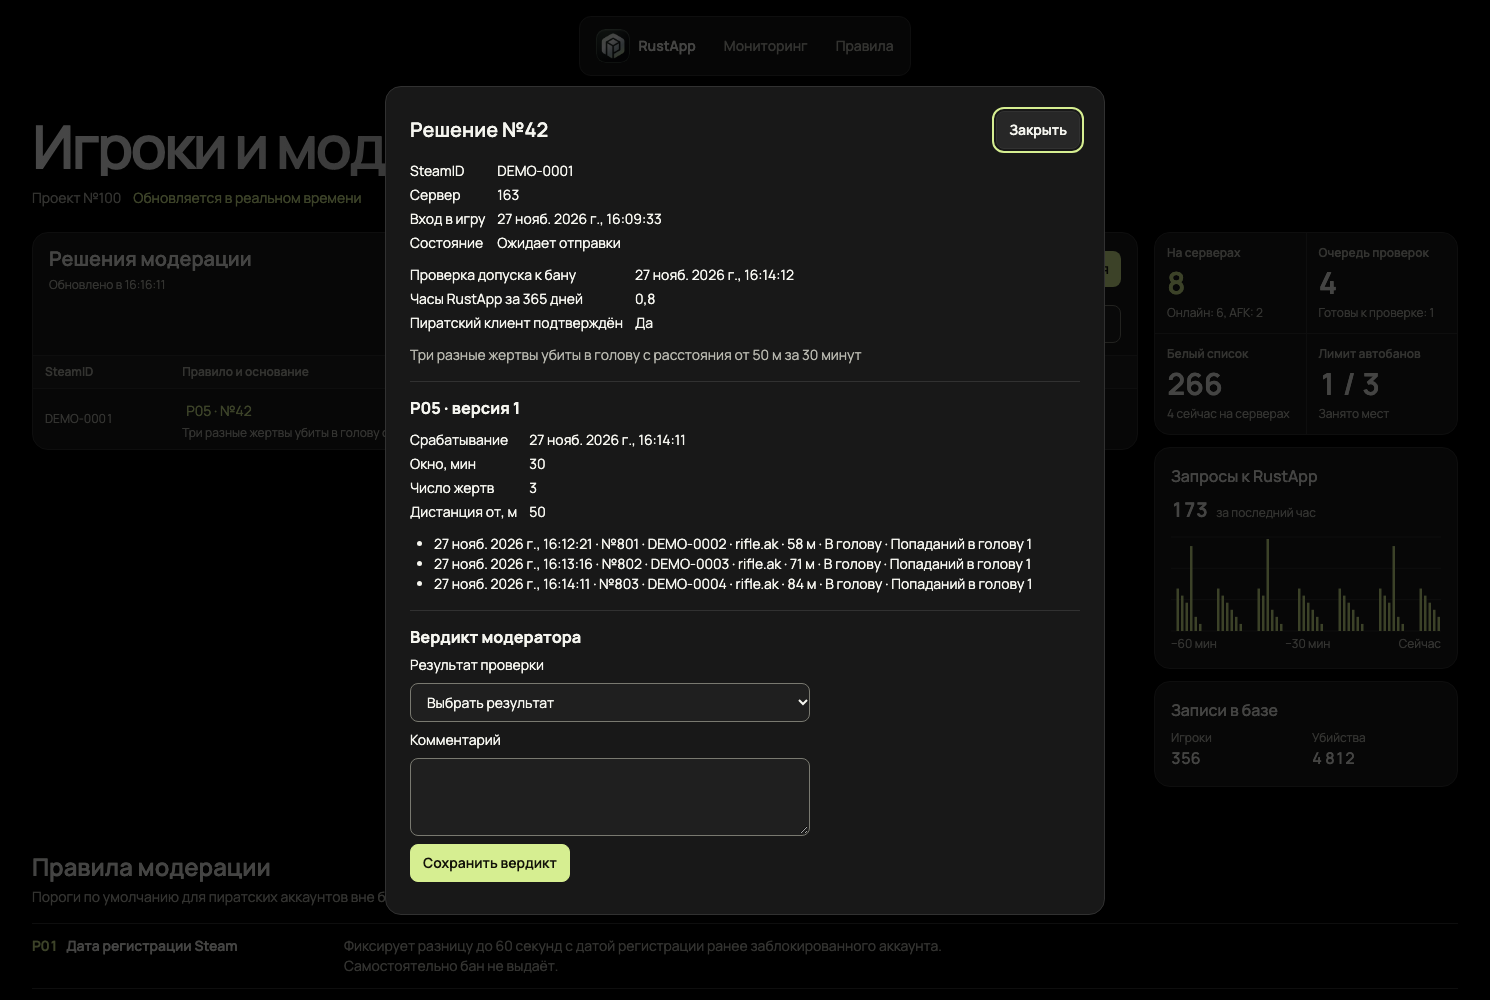 RustApp Мониторинг Правила
Игроки и мод
Проект №100 Обновляется в реальном времени
Решения модерации
Обновлено в 16:16:11
SteamID Правило и основание
DEMO-0001
P05 · №42
Три разные жертвы убиты в голову с
Решение №42
Закрыть
SteamID DEMO-0001
Сервер 163
Вход в игру 27 нояб. 2026 г., 16:09:33
Состояние Ожидает отправки
Проверка допуска к бану 27 нояб. 2026 г., 16:14:12
Часы RustApp за 365 дней 0,8
Пиратский клиент подтверждён Да
Три разные жертвы убиты в голову с расстояния от 50 м за 30 минут
P05 · версия 1
Срабатывание 27 нояб. 2026 г., 16:14:11
Окно, мин 30
Число жертв 3
Дистанция от, м 50
• 27 нояб. 2026 г., 16:12:21 · №801 · DEMO-0002 · rifle.ak · 58 м · В голову · Попаданий в голову 1
• 27 нояб. 2026 г., 16:13:16 · №802 · DEMO-0003 · rifle.ak · 71 м · В голову · Попаданий в голову 1
• 27 нояб. 2026 г., 16:14:11 · №803 · DEMO-0004 · rifle.ak · 84 м · В голову · Попаданий в голову 1
Вердикт модератора
Результат проверки
Выбрать результат
Комментарий
Сохранить вердикт
На серверах
8
Онлайн: 6, AFK: 2
Очередь проверок
4
Готовы к проверке: 1
Белый список
266
4 сейчас на серверах
Лимит автобанов
1 / 3
Занято мест
Запросы к RustApp
173 за последний час
−60 мин −30 мин Сейчас
Записи в базе
Игроки Убийства
356 4 812
Правила модерации
Пороги по умолчанию для пиратских аккаунтов вне б
P01 Дата регистрации Steam
Фиксирует разницу до 60 секунд с датой регистрации ранее заблокированного аккаунта.
Самостоятельно бан не выдаёт.